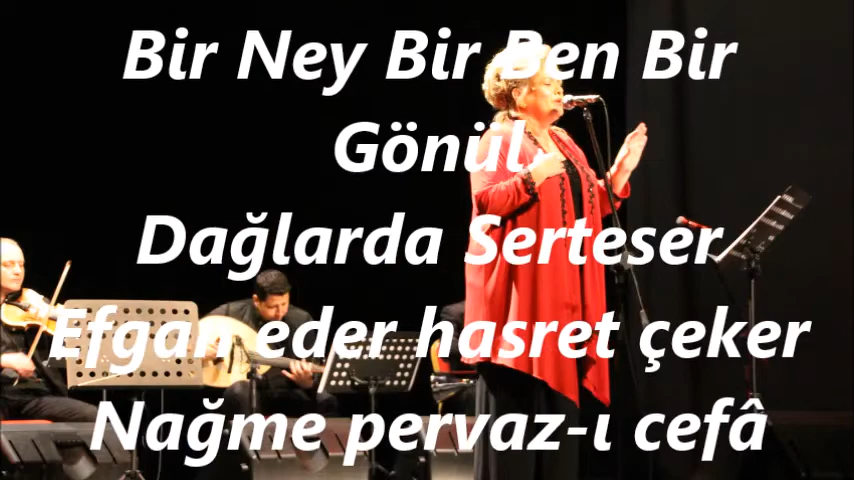 Bir Ney Bir Ben Bir
Gönül
Dağlarda Serteser
Efgan eder hasret çeker
Nağme pervaz-ı cefâ